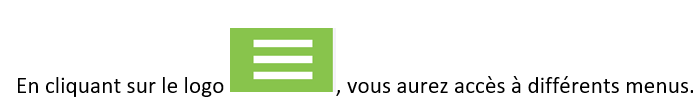 En cliquant sur le logo , vous aurez accès à différents menus.